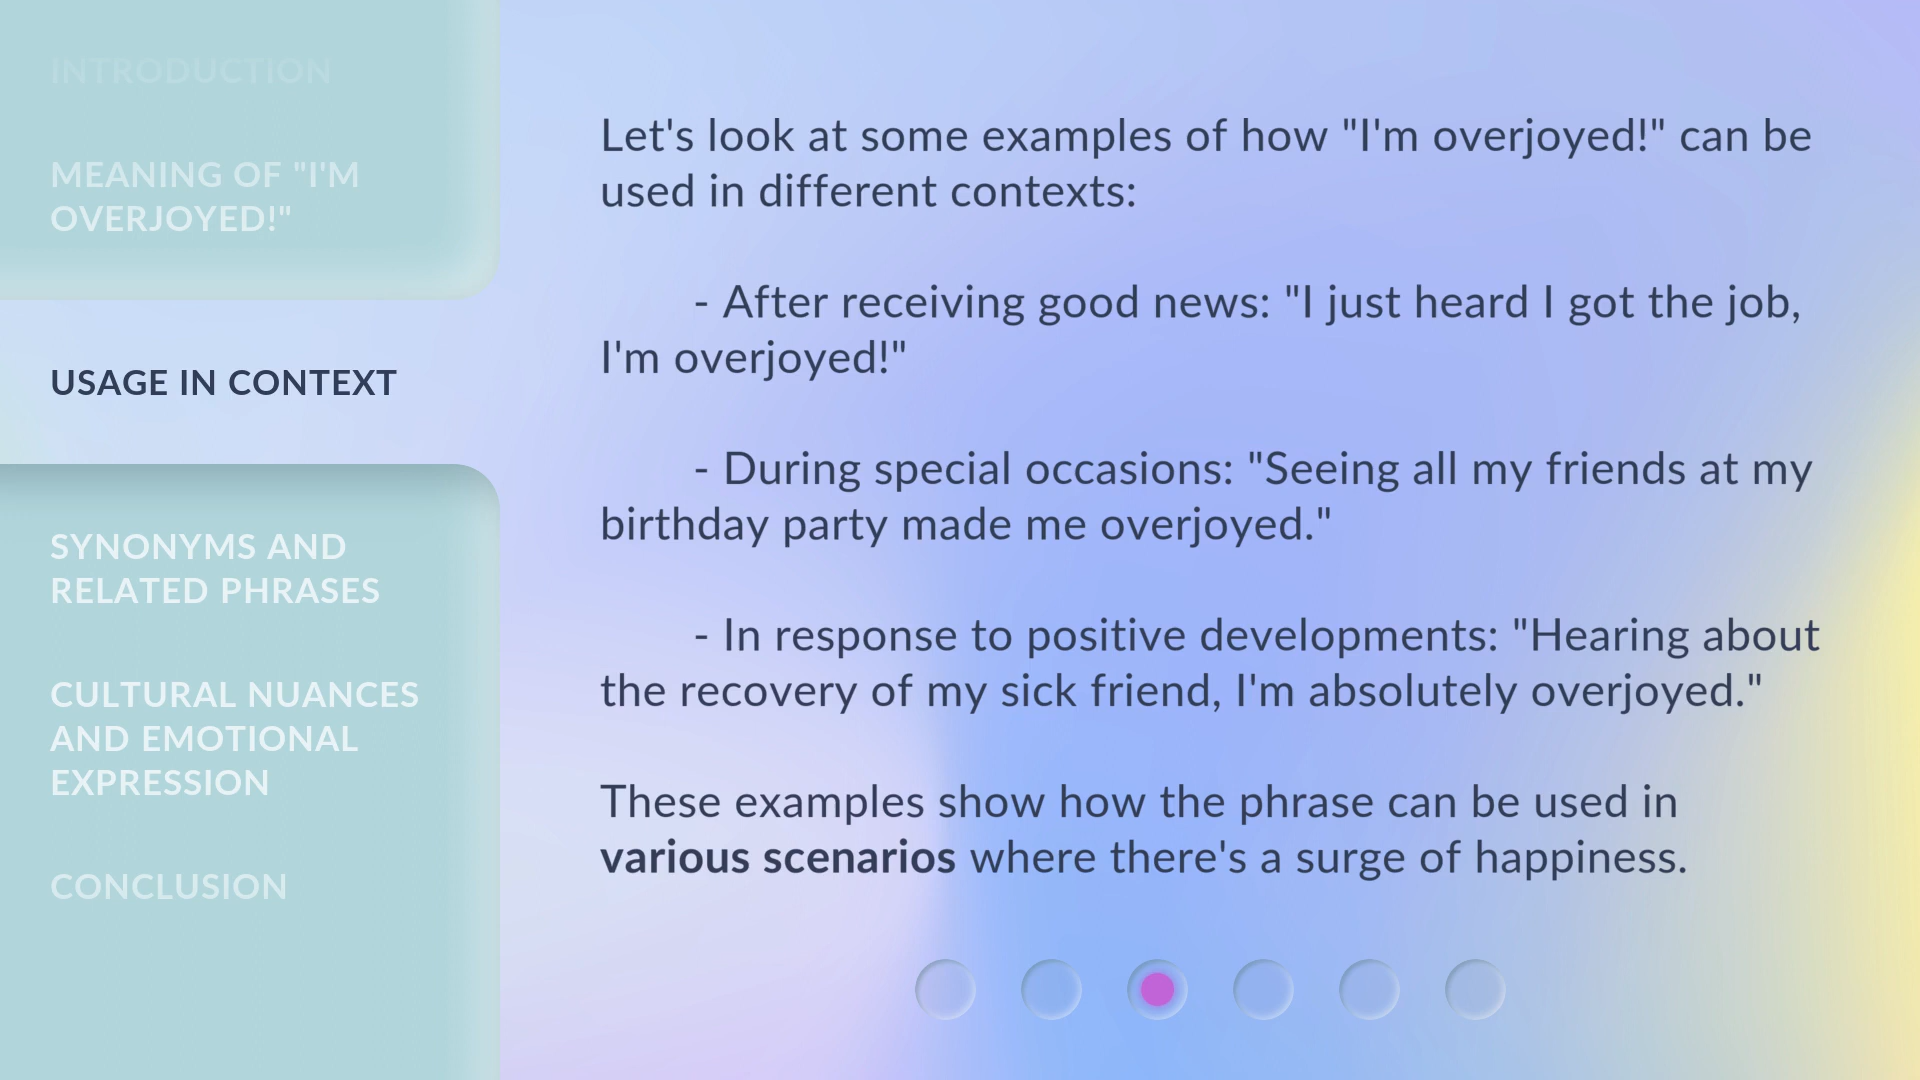 INTRODUCTION
MEANING OF "I'M
OVERJOYED!"
USAGE IN CONTEXT
SYNONYMS AND
RELATED PHRASES
CULTURAL NUANCES
AND EMOTIONAL
EXPRESSION
CONCLUSION
Let's look at some examples of how "I'm overjoyed!" can be
used in different contexts:
- After receiving good news: "I just heard I got the job,
I'm overjoyed!"
- During special occasions: "Seeing all my friends at my
birthday party made me overjoyed."
- In response to positive developments: "Hearing about
the recovery of my sick friend, I'm absolutely overjoyed."
These examples show how the phrase can be used in
various scenarios where there's a surge of happiness.